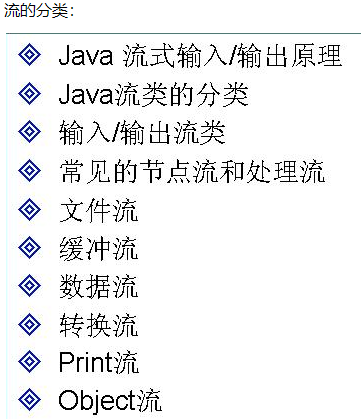 流的分类：
Java 流式输入/输出原理
Java流类的分类
输入/输出流类
常见的节点流和处理流
文件流
缓冲流
数据流
转换流
Print流
Object流